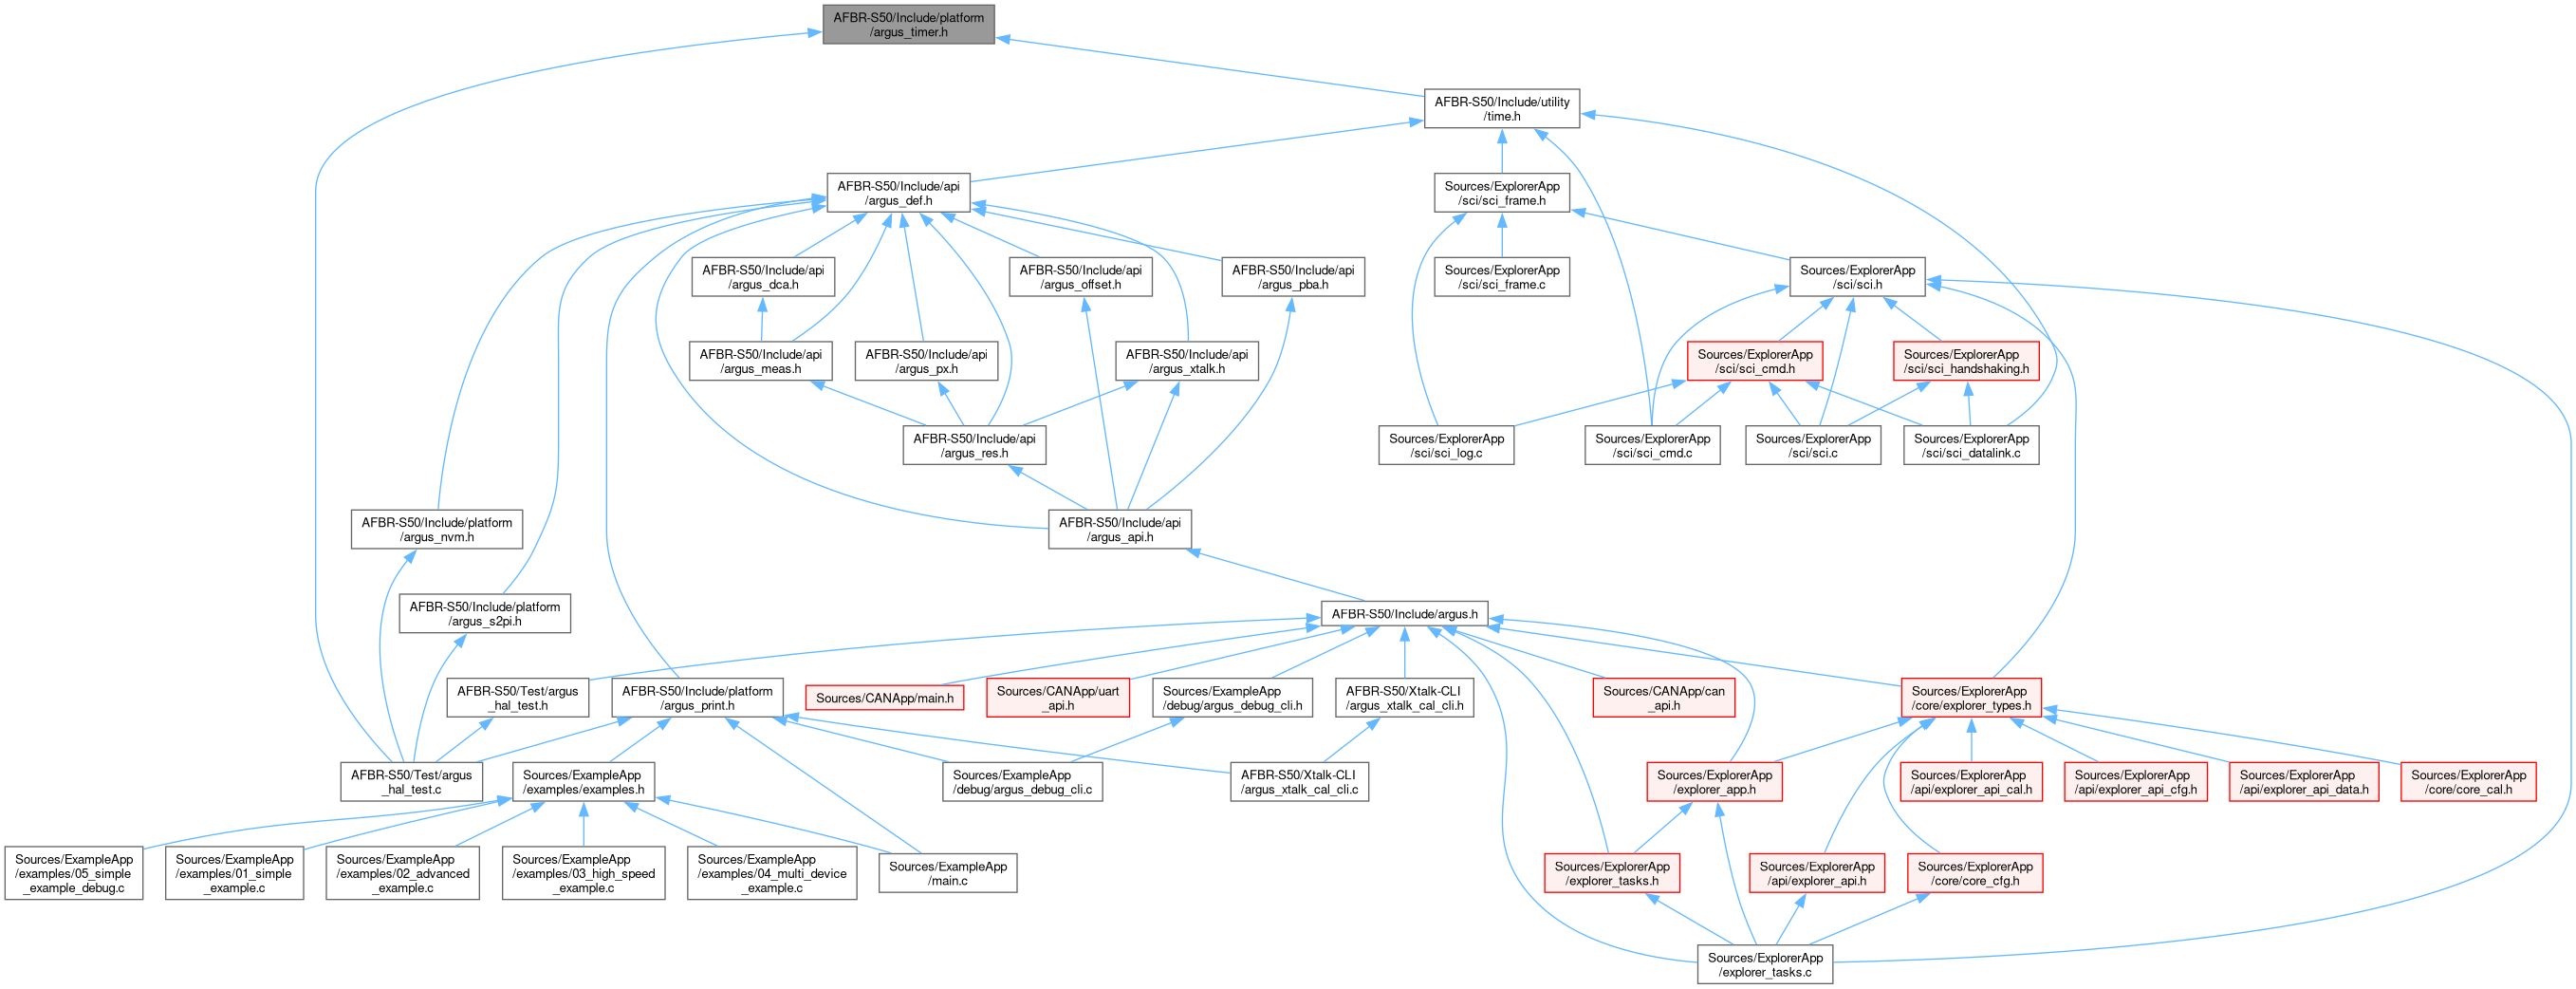 AFBR-S50/Include/platform
/argus_timer.h
AFBR-S50/Include/utility
/time.h
AFBR-S50/Include/api
/argus_def.h
Sources/ExplorerApp
/sci/sci_frame.h
AFBR-S50/Include/api
/argus_dca.h
AFBR-S50/Include/api
/argus_offset.h
AFBR-S50/Include/api
/argus_pba.h
Sources/ExplorerApp
/sci/sci_frame.c
Sources/ExplorerApp
/sci/sci.h
AFBR-S50/Include/api
/argus_meas.h
AFBR-S50/Include/api
/argus_px.h
AFBR-S50/Include/api
/argus_xtalk.h
Sources/ExplorerApp
/sci/sci_cmd.h
Sources/ExplorerApp
/sci/sci_handshaking.h
AFBR-S50/Include/api
/argus_res.h
Sources/ExplorerApp
/sci/sci_log.c
Sources/ExplorerApp
/sci/sci_cmd.c
Sources/ExplorerApp
/sci/sci.c
Sources/ExplorerApp
/sci/sci_datalink.c
AFBR-S50/Include/platform
/argus_nvm.h
AFBR-S50/Include/api
/argus_api.h
AFBR-S50/Include/platform
/argus_s2pi.h
AFBR-S50/Include/argus.h
AFBR-S50/Test/argus
_hal_test.h
AFBR-S50/Include/platform
/argus_print.h
Sources/CANApp/main.h
Sources/CANApp/uart
_api.h
Sources/ExampleApp
/debug/argus_debug_cli.h
AFBR-S50/Xtalk-CLI
/argus_xtalk_cal_cli.h
Sources/CANApp/can
_api.h
Sources/ExplorerApp
/core/explorer_types.h
AFBR-S50/Test/argus
_hal_test.c
Sources/ExampleApp
/examples/examples.h
Sources/ExampleApp
/debug/argus_debug_cli.c
AFBR-S50/Xtalk-CLI
/argus_xtalk_cal_cli.c
Sources/ExplorerApp
/explorer_app.h
Sources/ExplorerApp
/api/explorer_api_cal.h
Sources/ExplorerApp
/api/explorer_api_cfg.h
Sources/ExplorerApp
/api/explorer_api_data.h
Sources/ExplorerApp
/core/core_cal.h
Sources/ExampleApp
/examples/05_simple
_example_debug.c
Sources/ExampleApp
/examples/01_simple
_example.c
Sources/ExampleApp
/examples/02_advanced
_example.c
Sources/ExampleApp
/examples/03_high_speed
_example.c
Sources/ExampleApp
/examples/04_multi_device
_example.c
Sources/ExampleApp
/main.c
Sources/ExplorerApp
/explorer_tasks.h
Sources/ExplorerApp
/api/explorer_api.h
Sources/ExplorerApp
/core/core_cfg.h
Sources/ExplorerApp
/explorer_tasks.c